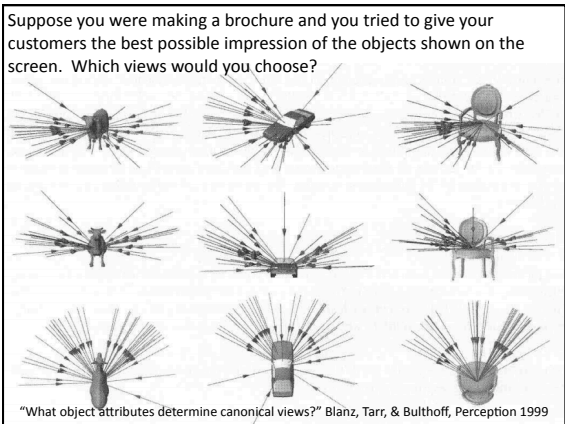 Suppose you were making a brochure and you tried to give your
customers the best possible impression of the objects shown on the
screen.  Which views would you choose?
“What object attributes determine canonical views?” Blanz, Tarr, & Bulthoff, Perception 1999